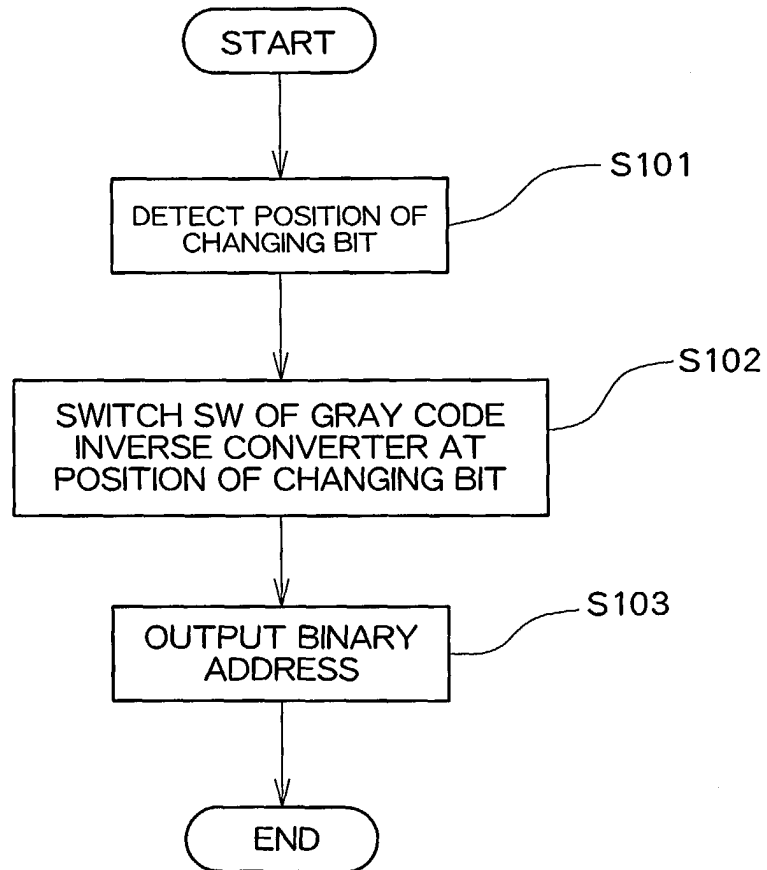 START
S101
DETECT POSITION OF
CHANGING BIT
S102
SWITCH SW OF GRAY CODE
INVERSE CONVERTER AT
POSITION OF CHANGING BIT
S103
OUTPUT BINARY
ADDRESS
END